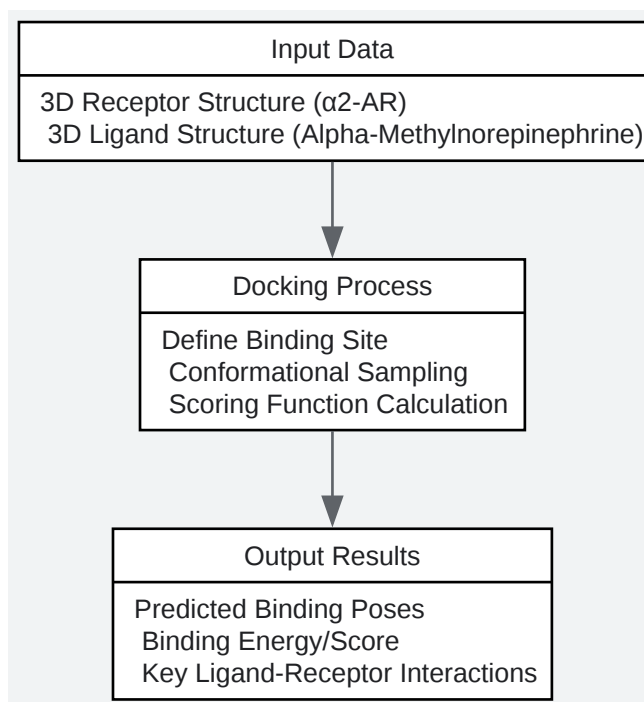 Input Data
3D Receptor Structure (α2-AR)
3D Ligand Structure (Alpha-Methylnorepinephrine)
Docking Process
Define Binding Site
Conformational Sampling
Scoring Function Calculation
Output Results
Predicted Binding Poses
Binding Energy/Score
Key Ligand-Receptor Interactions